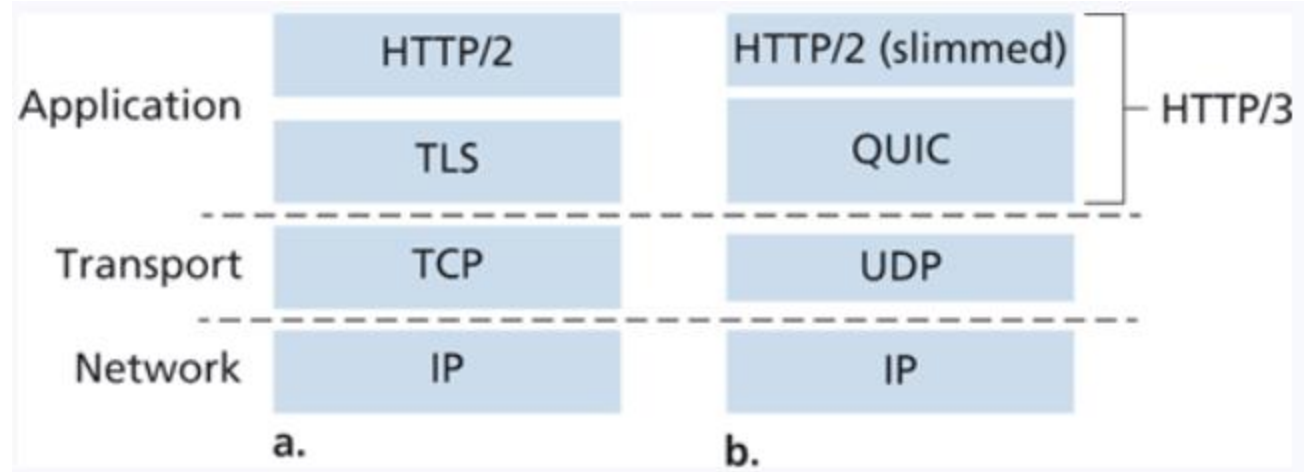 HTTP/2
HTTP/2 (slimmed)
Application
HTTP/3
TLS
QUIC
Transport
TCP
UDP
Network
IP
IP
a.
b.